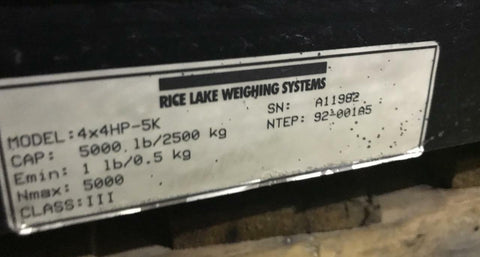 RICE LAKE WEIGHING SYSTEMS
MODEL:4x4HP-5K
SN: A11982
CAP: 5000 lb/2500 kg
NTEP: 92-001A5
Emin: 1 lb/0.5 kg
Nmax: 5000
CLASS:III